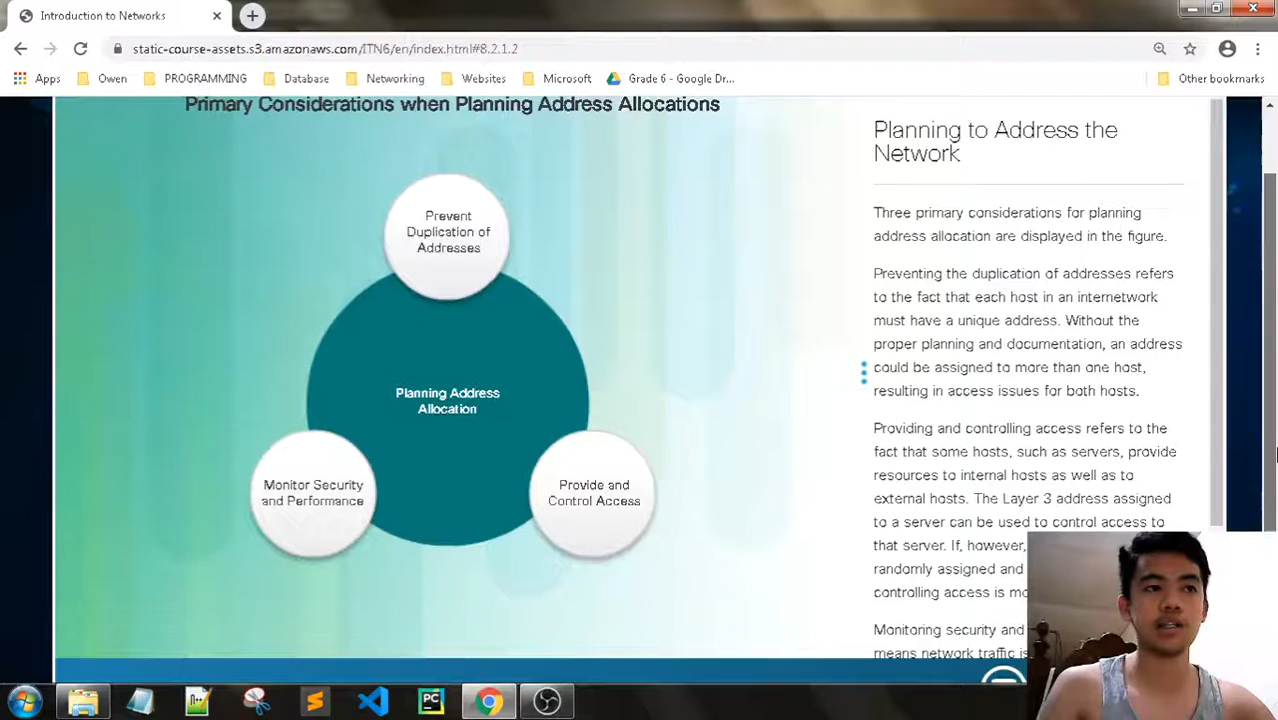 Introduction to Networks
static-course-assets.s3.amazonaws.com/ITN6/en/index.html#8.2.1.2
Apps
Owen
PROGRAMMING
Database
Networking
Websites
Microsoft
Grade 6 - Google Dr...
Other bookmarks
Primary Considerations when Planning Address Allocations
Prevent
Duplication of
Addresses
Planning Address
Allocation
Monitor Security
and Performance
Provide and
Control Access
Planning to Address the
Network
Three primary considerations for planning
address allocation are displayed in the figure.
Preventing the duplication of addresses refers
to the fact that each host in an internetwork
must have a unique address. Without the
proper planning and documentation, an address
could be assigned to more than one host,
resulting in access issues for both hosts.
Providing and controlling access refers to the
fact that some hosts, such as servers, provide
resources to internal hosts as well as to
external hosts. The Layer 3 address assigned
to a server can be used to control access to
that server. If, however,
randomly assigned and
controlling access is
Monitoring security and
means network traffic is
PC